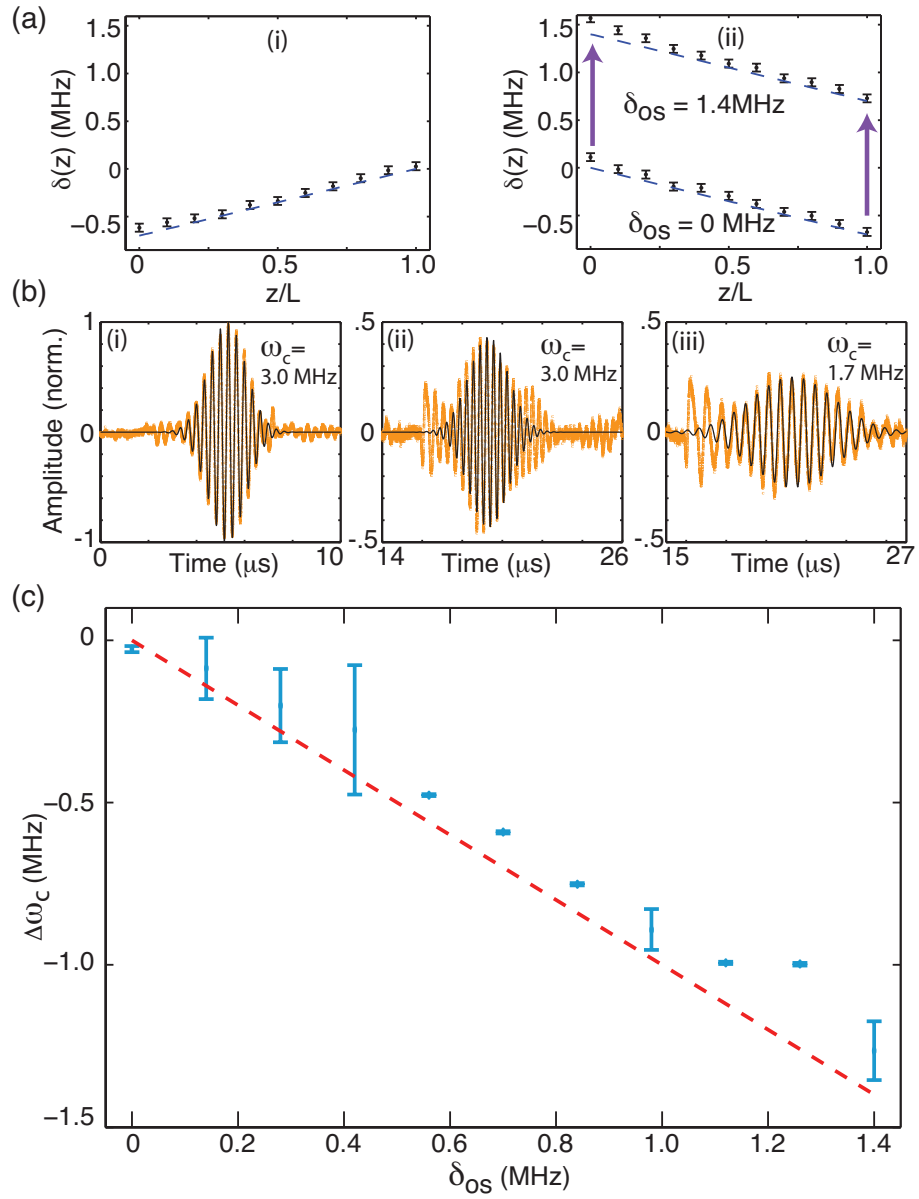 (a)
(i)
δ(z) (MHz)
1.5
1.0
0.5
0
−0.5
0
0.5
1.0
z/L
(ii)
δ(z) (MHz)
1.5
1.0
0.5
0
−0.5
δos = 1.4MHz
δos = 0 MHz
0
0.5
1.0
z/L
(b)
(i)
ωc=
3.0 MHz
Amplitude (norm.)
1
0
-1
0
10
Time (μs)
(ii)
ωc=
3.0 MHz
.5
0
-.5
14
26
Time (μs)
(iii)
ωc=
1.7 MHz
.5
0
-.5
15
27
Time (μs)
(c)
Δωc (MHz)
0
−0.5
−1.0
−1.5
0
0.2
0.4
0.6
0.8
1.0
1.2
1.4
δos (MHz)